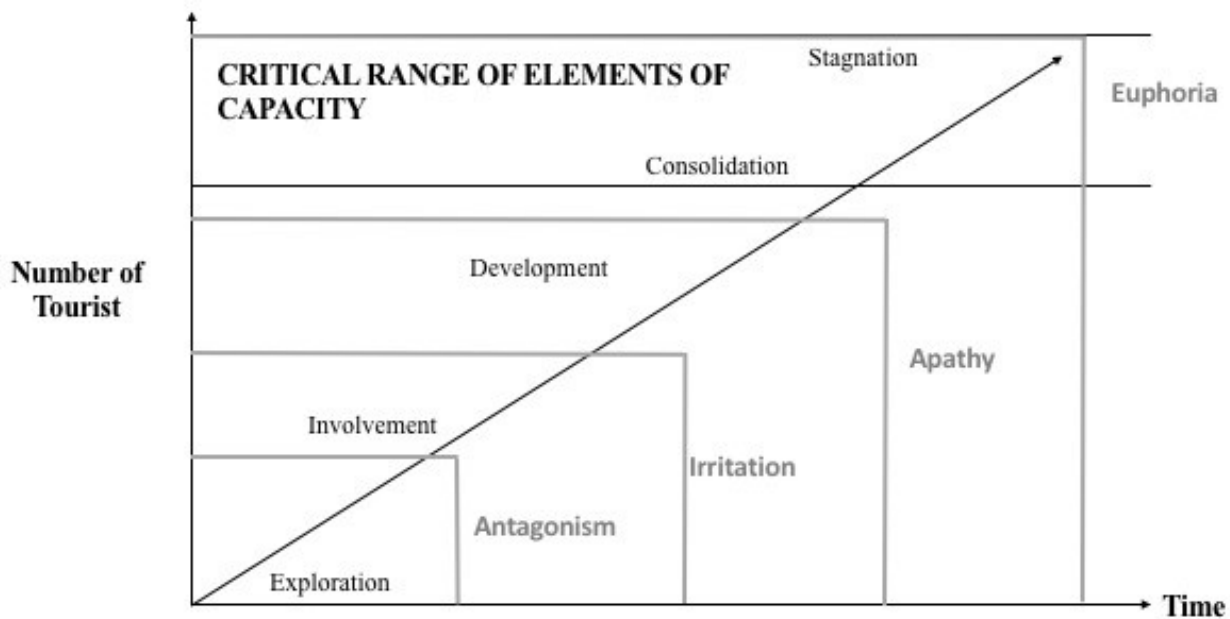 Stagnation
CRITICAL RANGE OF ELEMENTS OF
CAPACITY
Euphoria
Consolidation
Number of
Tourist
Development
Apathy
Involvement
Irritation
Antagonism
Exploration
Time